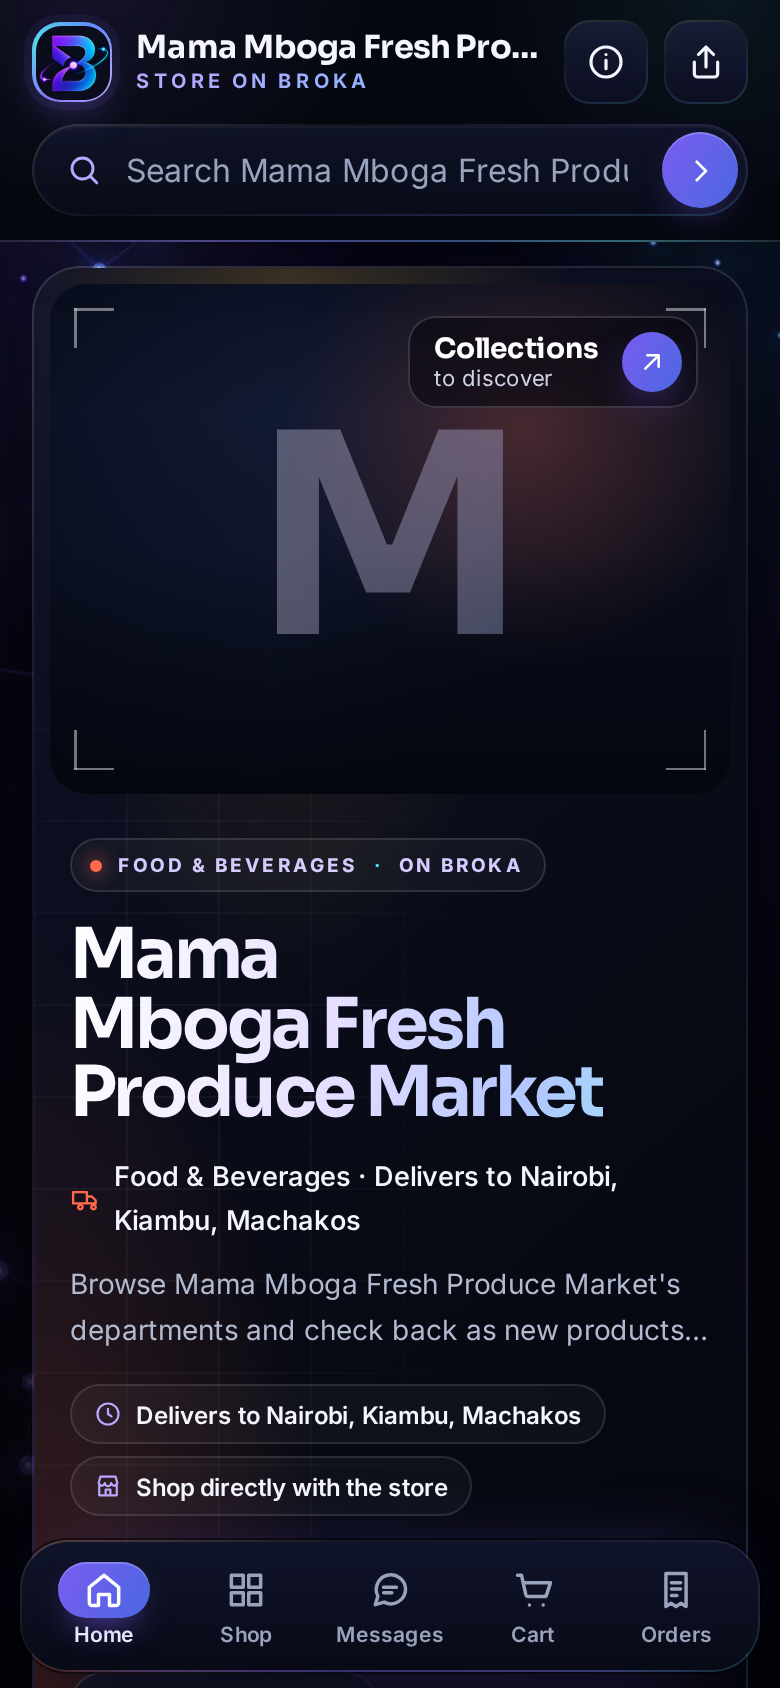 Mama Mboga Fresh Pro...
STORE ON BROKA
Search Mama Mboga Fresh Produ
Collections
to discover
M
FOOD & BEVERAGES · ON BROKA
Mama
Mboga Fresh
Produce Market
Food & Beverages · Delivers to Nairobi,
Kiambu, Machakos
Browse Mama Mboga Fresh Produce Market's
departments and check back as new products...
Delivers to Nairobi, Kiambu, Machakos
Shop directly with the store
Home
Shop
Messages
Cart
Orders